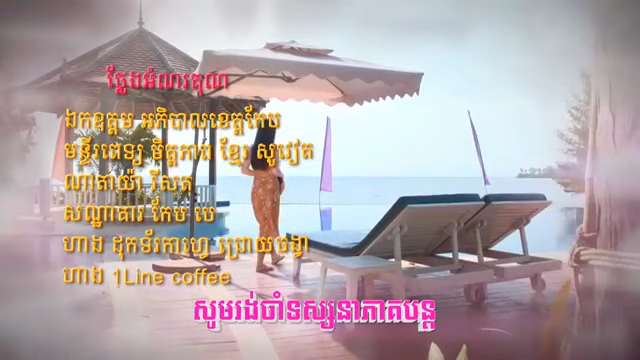 ថ្លែងអំណរគុណ
ឯកឧត្តម អភិបាលខេត្តកែប
មន្ទីរពេទ្យ មិត្តភាព ខ្មែរ សូវៀត
ណាតាយ៉ា រីសត
សណ្ឋាគារ កែប បេ
ហាង ដុកទ័រកាហ្វេ ជ្រោយចង្វា
ហាង 1Line coffee
សូមរង់ចាំទស្សនាភាគបន្ត